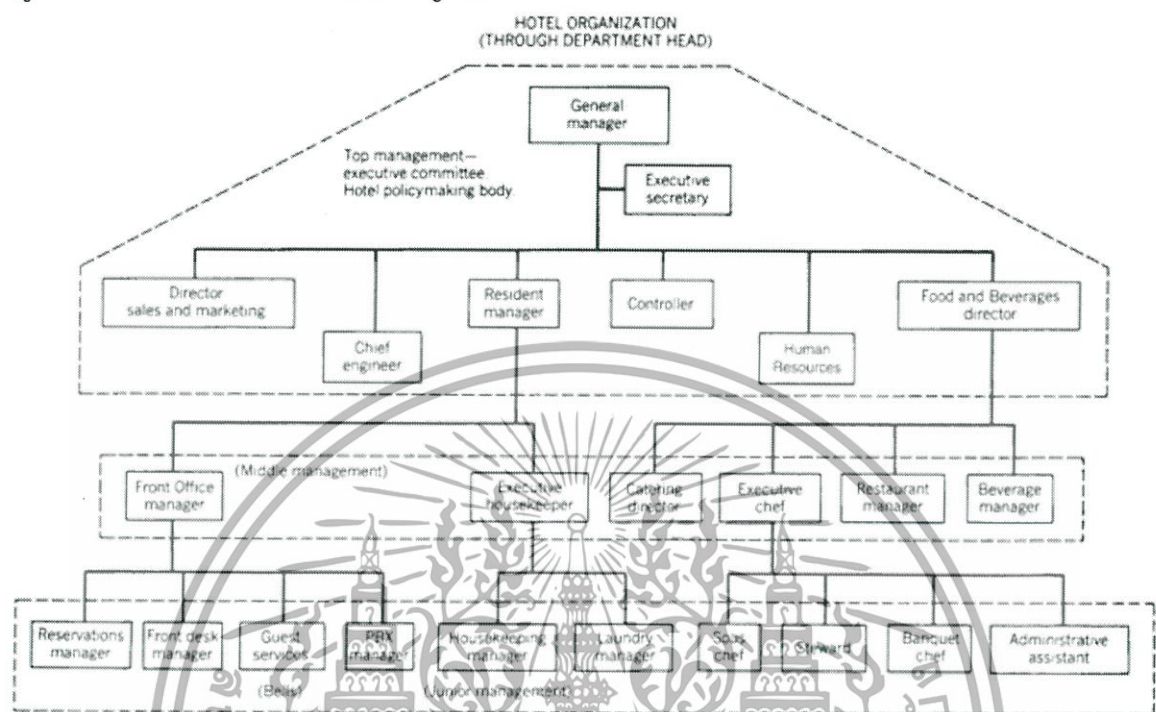 HOTEL ORGANIZATION
(THROUGH DEPARTMENT HEAD)
General
manager
Top management—
executive committee
Hotel policymaking body.
Executive
secretary
Director
sales and marketing
Resident
manager
Controller
Food and Beverages
director
Chief
engineer
Human
Resources
(Middle management)
Front Office
manager
Executive
housekeeper
Catering
director
Executive
chef
Restaurant
manager
Beverage
manager
Reservations
manager
Front desk
manager
Guest
services
PBX
manager
Housekeeping
manager
Laundry
manager
Sous
chef
Steward
Banquet
chef
Administrative
assistant
(Bells)
(Junior management)